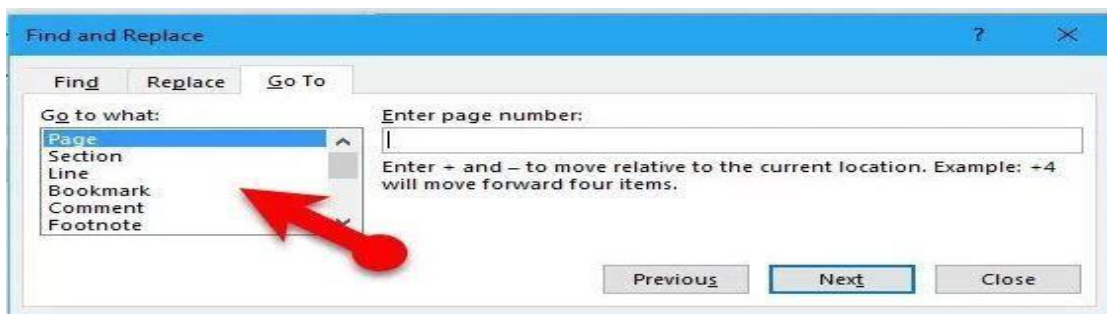 Find and Replace ?
Find Replace Go To
Go to what:
Page
Section
Line
Bookmark
Comment
Footnote
Enter page number:
Enter + and – to move relative to the current location. Example: +4
will move forward four items.
Previous Next Close